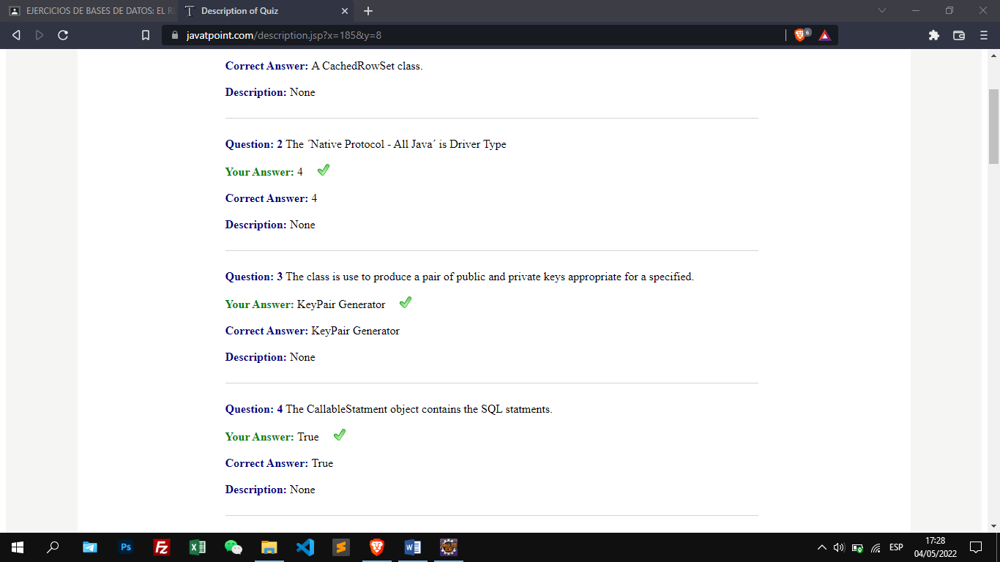 EJERCICIOS DE BASES DE DATOS: EL R
Description of Quiz
javatpoint.com/description.jsp?x=185&y=8
6
Correct Answer: A CachedRowSet class.
Description: None
Question: 2 The ´Native Protocol - All Java´ is Driver Type
Your Answer: 4
Correct Answer: 4
Description: None
Question: 3 The class is use to produce a pair of public and private keys appropriate for a specified.
Your Answer: KeyPair Generator
Correct Answer: KeyPair Generator
Description: None
Question: 4 The CallableStatment object contains the SQL statments.
Your Answer: True
Correct Answer: True
Description: None
Ps
Fz
ESP
17:28
04/05/2022